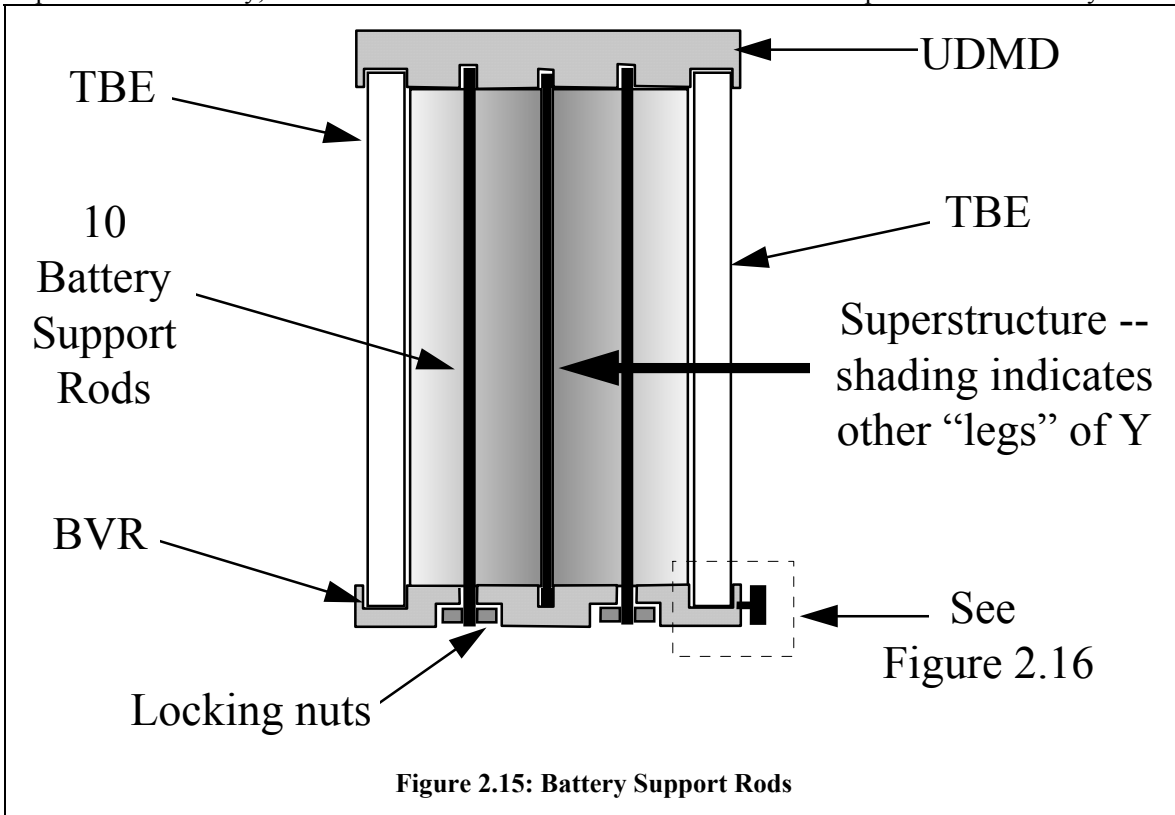 UDMD
TBE
10
Battery
Support
Rods
TBE
Superstructure --
shading indicates
other “legs” of Y
BVR
See
Figure 2.16
Locking nuts
Figure 2.15: Battery Support Rods